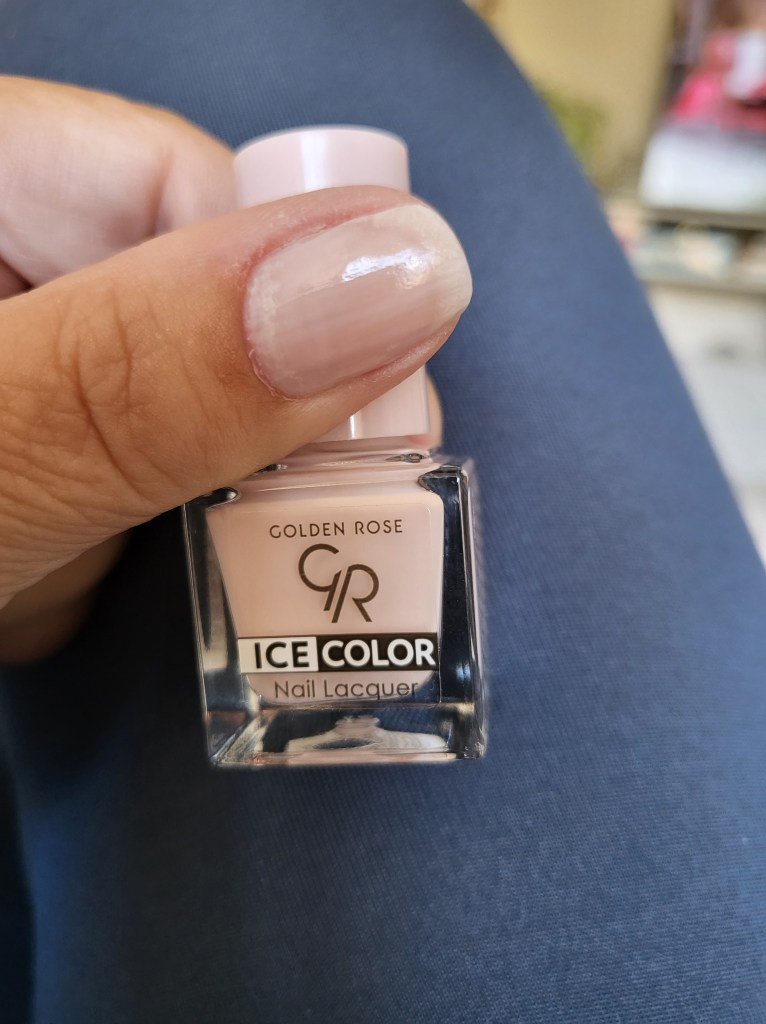 GOLDEN ROSE
GR
ICE COLOR
Nail Lacquer